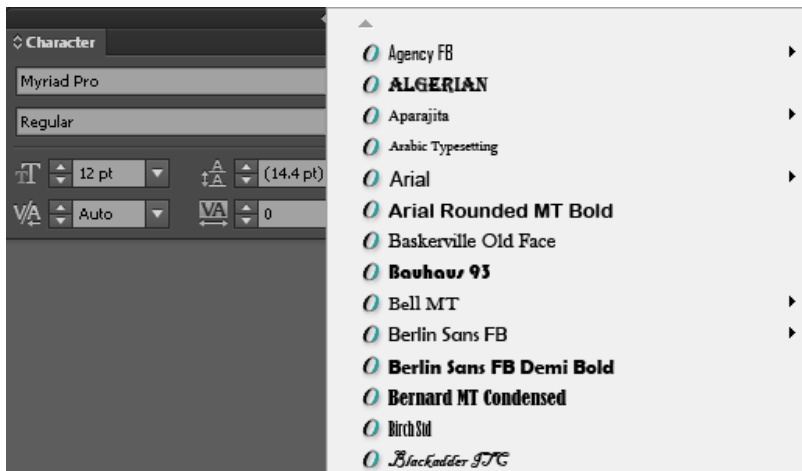 Character
Myriad Pro
Regular
12 pt
(14.4 pt)
Auto
0
Agency FB
ALGERIAN
Aparajita
Arabic Typesetting
Arial
Arial Rounded MT Bold
Baskerville Old Face
Bauhaus 93
Bell MT
Berlin Sans FB
Berlin Sans FB Demi Bold
Bernard MT Condensed
Birch Std
Blackadder ITC